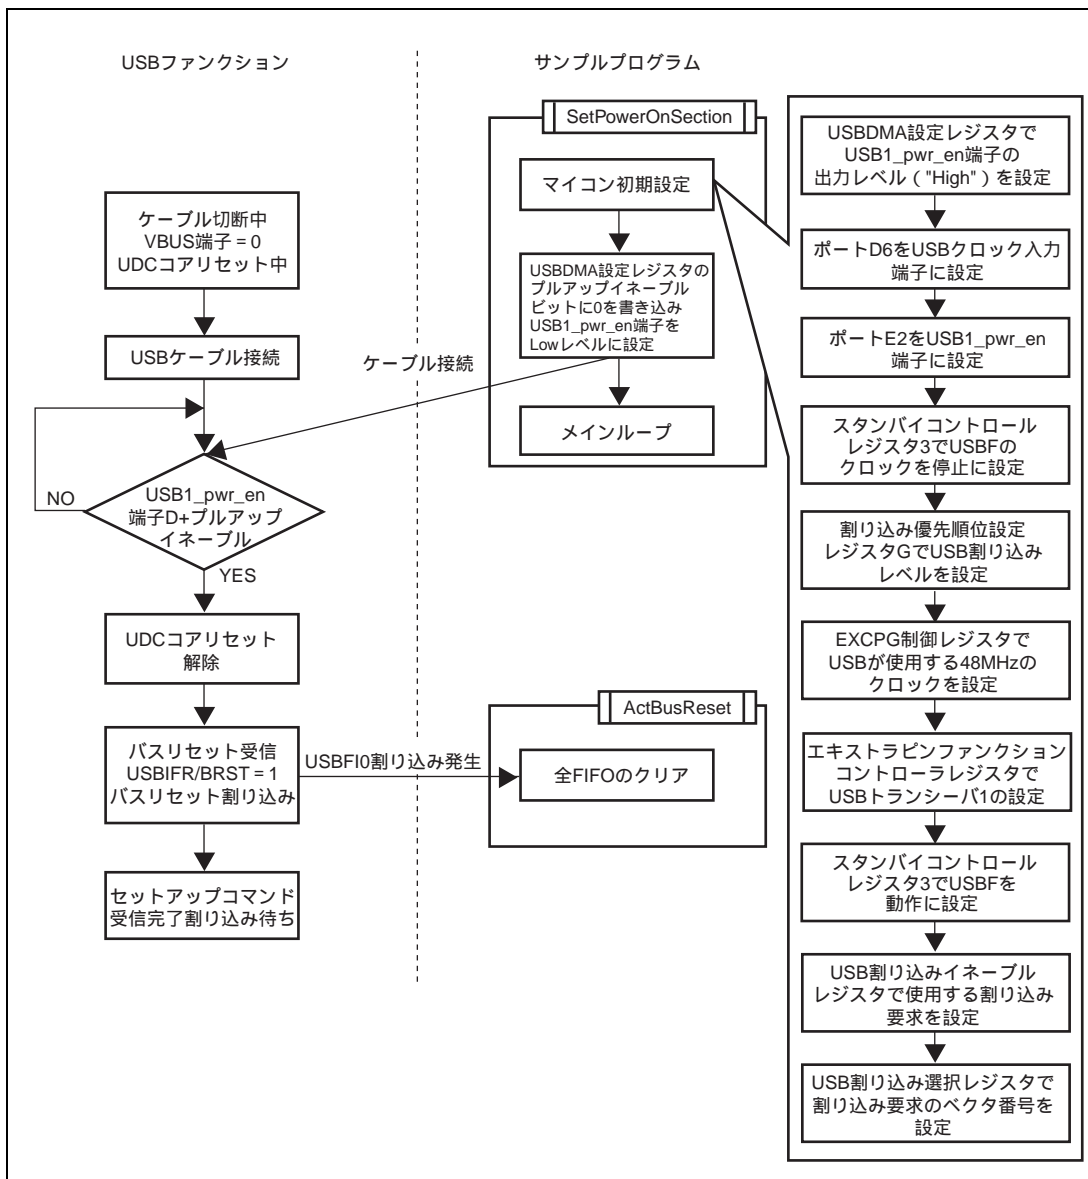 USBファンクション
サンプルプログラム
ケーブル切断中
VBUS端子 = 0
UDCコアリセット中
USBケーブル接続
NO
USB1_pwr_en
端子D+プルアップ
イネーブル
YES
UDCコアリセット
解除
バスリセット受信
USBIFR/BRST = 1
バスリセット割り込み
セットアップコマンド
受信完了割り込み待ち
ケーブル接続
USBFI0割り込み発生
SetPowerOnSection
マイコン初期設定
USBDMA設定レジスタの
プルアップイネーブル
ビットに0を書き込み
USB1_pwr_en端子を
Lowレベルに設定
メインループ
ActBusReset
全FIFOのクリア
USBDMA設定レジスタで
USB1_pwr_en端子の
出力レベル（"High"）を設定
ポートD6をUSBクロック入力
端子に設定
ポートE2をUSB1_pwr_en
端子に設定
スタンバイコントロール
レジスタ3でUSBFの
クロックを停止に設定
割り込み優先順位設定
レジスタGでUSB割り込み
レベルを設定
EXCPG制御レジスタで
USBが使用する48MHzの
クロックを設定
エキストラピンファンクション
コントローラレジスタで
USBトランシーバ1の設定
スタンバイコントロール
レジスタ3でUSBFを
動作に設定
USB割り込みイネーブル
レジスタで使用する割り込み
要求を設定
USB割り込み選択レジスタで
割り込み要求のベクタ番号を
設定